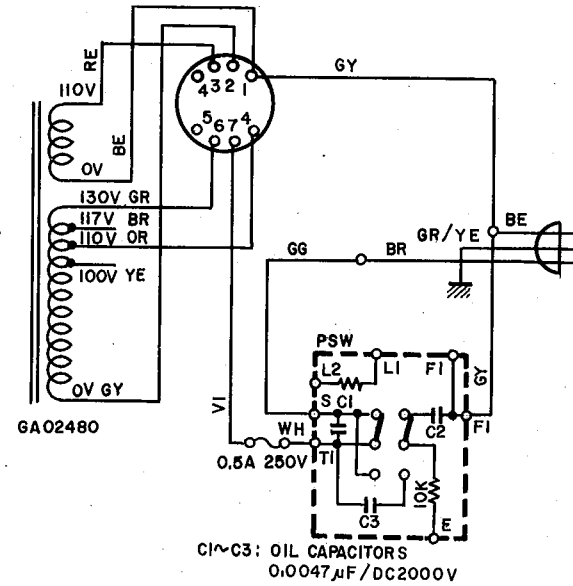 RE
110V
BE
0V
4 3 2 1
5 6 7 4
GY
130V GR
117V BR
110V OR
100V YE
0V GY
GA02480
GG
BR
GR/YE
BE
VI
WH
0.5A 250V
PSW
L2
L1
F1
GY
S C1
C2
F1
T1
10K
C3
E
C1~C3: OIL CAPACITORS
0.0047μF/DC2000V